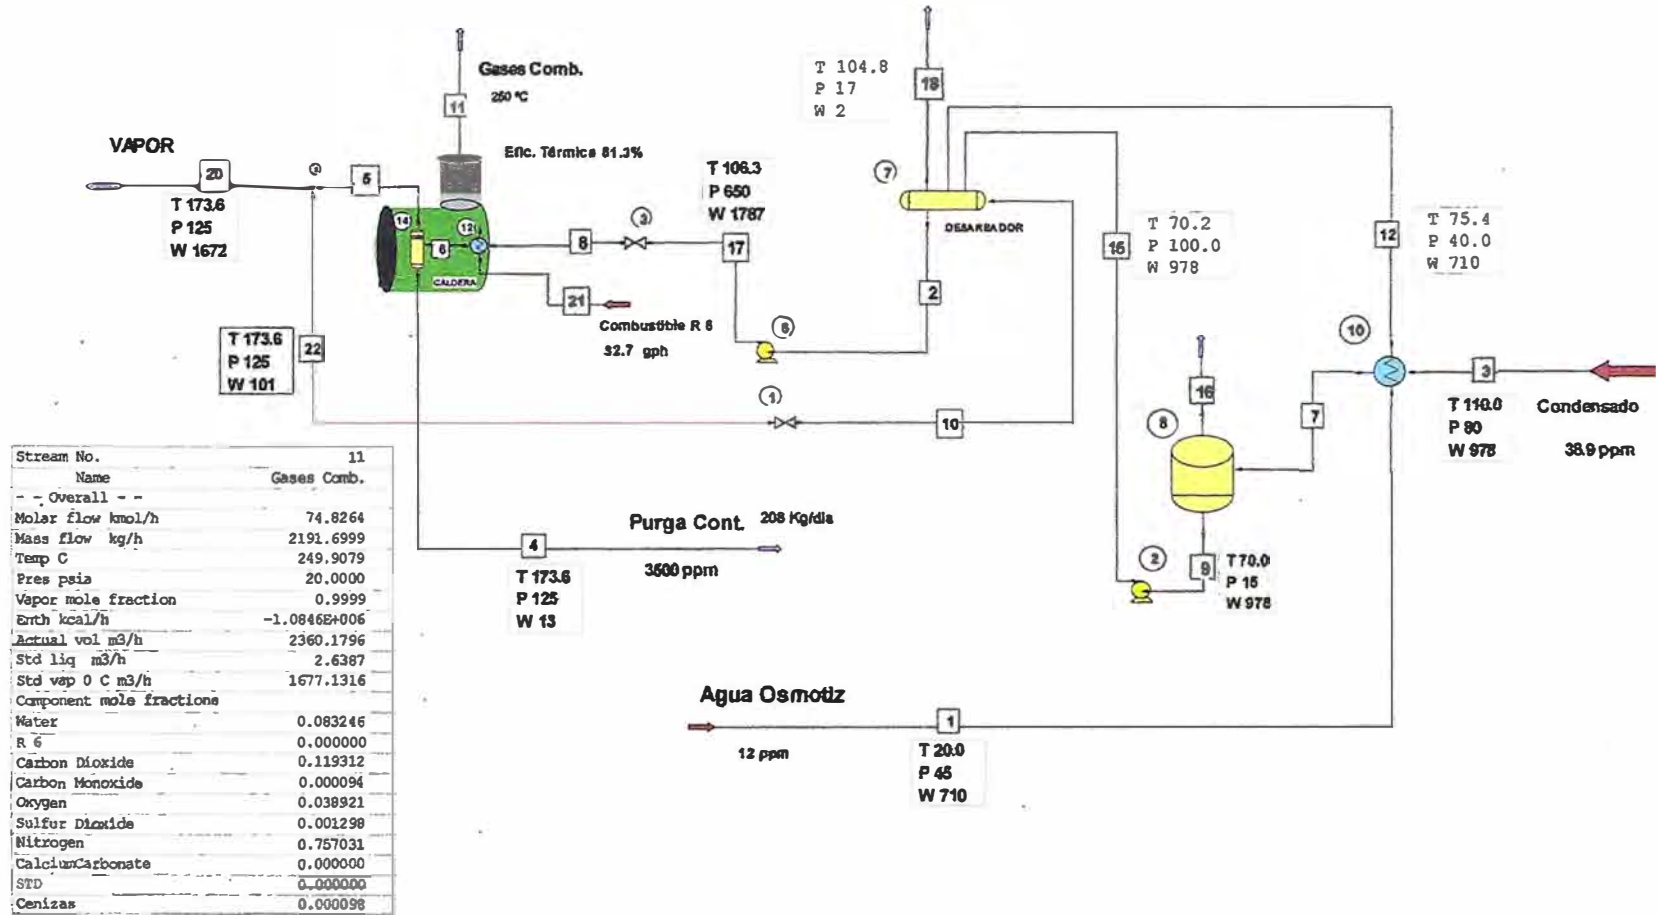 Gases Comb.
250 ºC
11
Efic. Térmica 81.3%
VAPOR
20
T 173.6
P 125
W 1672
5
14
6
12
CALDERA
8
3
21
Combustible R 6
32.7 gph
T 106.3
P 650
W 1787
17
6
T 104.8
P 17
W 2
18
7
DESAREADOR
2
15
T 70.2
P 100.0
W 978
12
T 75.4
P 40.0
W 710
10
3
T 110.0
P 80
W 978
Condensado
38.9 ppm
7
16
8
2
9
T 70.0
P 15
W 978
T 173.6
P 125
W 101
22
1
10
Purga Cont.
208 Kg/dia
4
3500 ppm
T 173.6
P 125
W 13
Agua Osmotiz
12 ppm
1
T 20.0
P 45
W 710
Stream No. 11
Name Gases Comb.
- - Overall - -
Molar flow kmol/h 74.8264
Mass flow kg/h 2191.6999
Temp C 249.9079
Pres psia 20.0000
Vapor mole fraction 0.9999
Enth kcal/h -1.0846E+006
Actual vol m3/h 2360.1796
Std liq m3/h 2.6387
Std vap 0 C m3/h 1677.1316
Component mole fractions
Water 0.083246
R 6 0.000000
Carbon Dioxide 0.119312
Carbon Monoxide 0.000094
Oxygen 0.038921
Sulfur Dioxide 0.001298
Nitrogen 0.757031
CalciumCarbonate 0.000000
STD 0.000000
Cenizas 0.000098